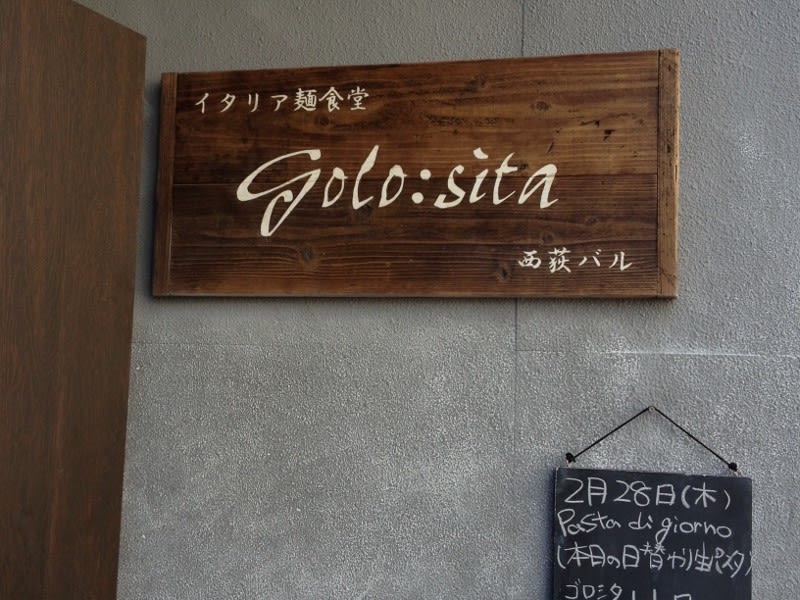 イタリア麺食堂
golo:sita
西荻バル
2月28日(木)
Pasta di giorno
(本日の日替わり生パスタ)